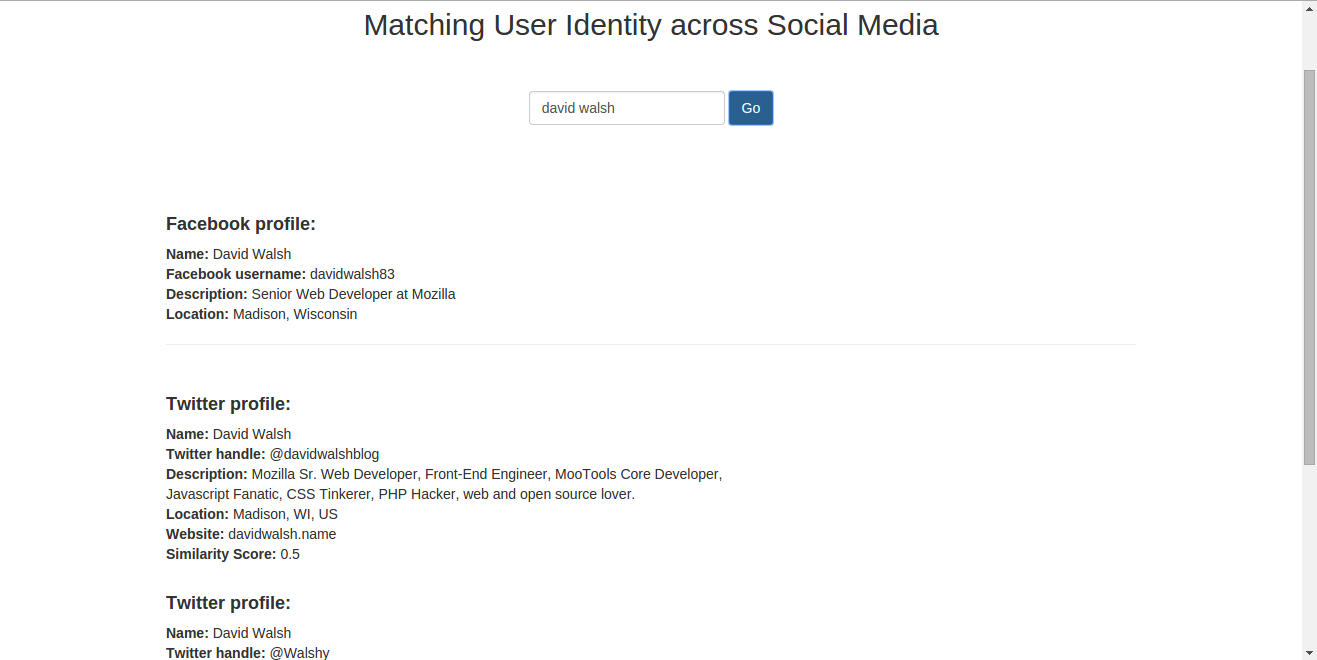 Matching User Identity across Social Media
david walsh
Go
Facebook profile:
Name: David Walsh
Facebook username: davidwalsh83
Description: Senior Web Developer at Mozilla
Location: Madison, Wisconsin
Twitter profile:
Name: David Walsh
Twitter handle: @davidwalshblog
Description: Mozilla Sr. Web Developer, Front-End Engineer, MooTools Core Developer,
Javascript Fanatic, CSS Tinkerer, PHP Hacker, web and open source lover.
Location: Madison, WI, US
Website: davidwalsh.name
Similarity Score: 0.5
Twitter profile:
Name: David Walsh
Twitter handle: @Walshy